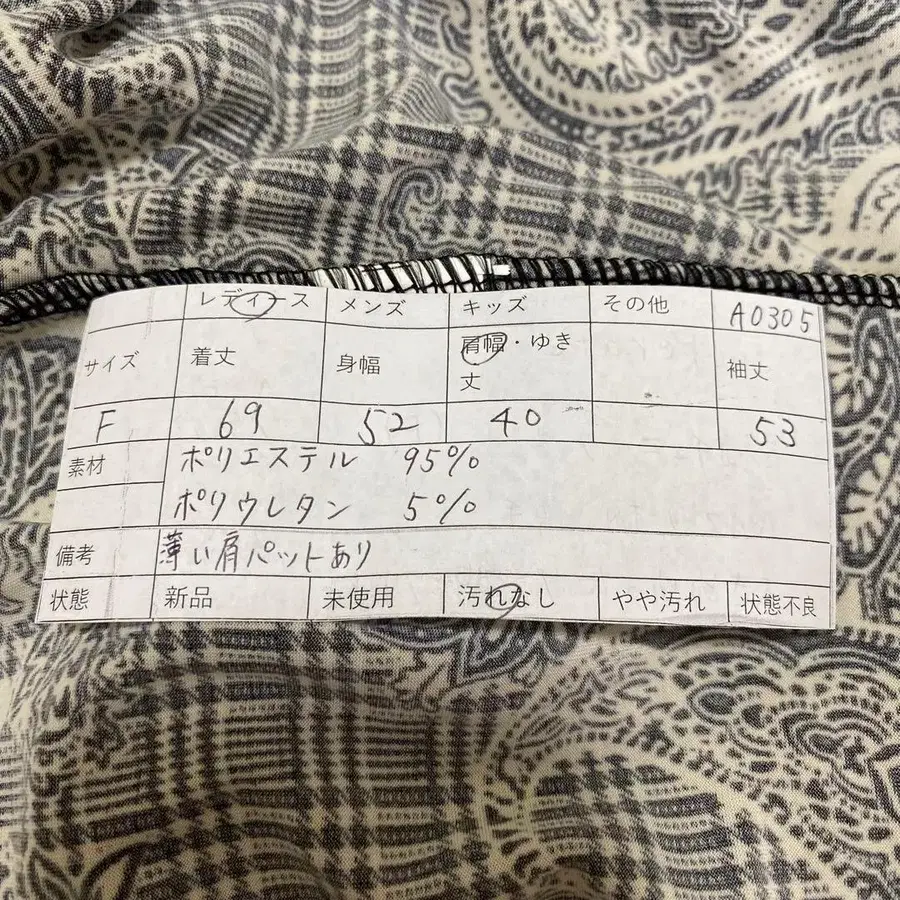 レディース メンズ キッズ その他 A0305
サイズ 着丈 身幅 肩幅・ゆき丈 袖丈
F 69 52 40 53
素材 ポリエステル 95%
ポリウレタン 5%
備考 薄い肩パットあり
状態 新品 未使用 汚れなし やや汚れ 状態不良